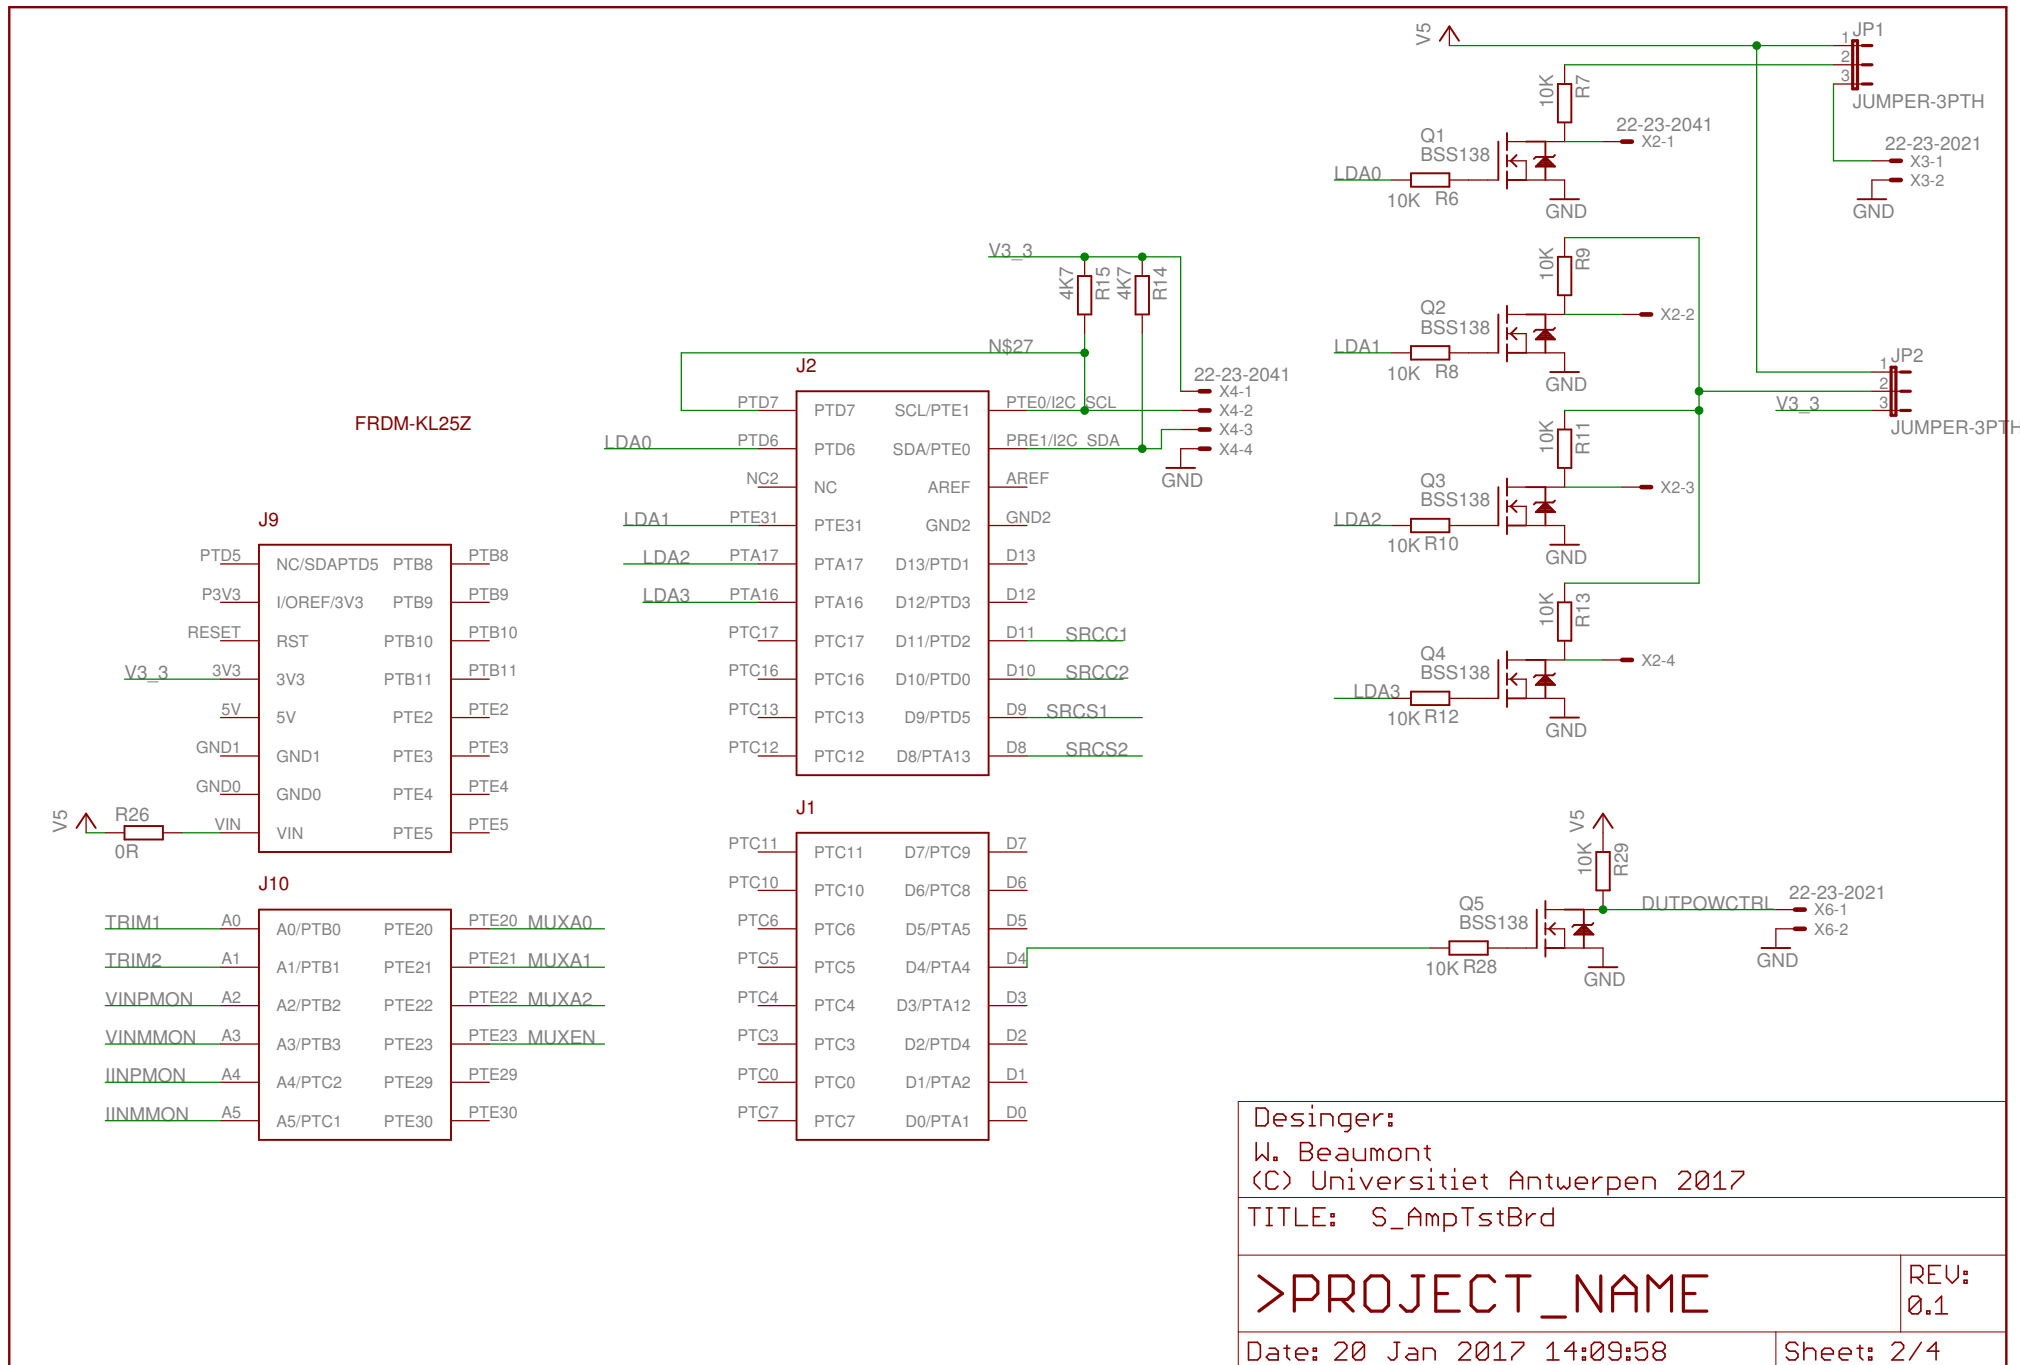 V5
JP1
1
2
3
JUMPER-3PTH
10K
R7
22-23-2041
X2-1
Q1
BSS138
LDA0
10K
R6
GND
22-23-2021
X3-1
X3-2
GND
V3_3
4K7
R15
4K7
R14
N$27
22-23-2041
X4-1
X4-2
X4-3
X4-4
GND
10K
R9
Q2
BSS138
X2-2
LDA1
10K
R8
GND
JP2
1
2
3
V3_3
JUMPER-3PTH
10K
R11
Q3
BSS138
X2-3
LDA2
10K
R10
GND
10K
R13
Q4
BSS138
X2-4
LDA3
10K
R12
GND
FRDM-KL25Z
J2
PTD7 PTD7 SCL/PTE1 PTE0/I2C_SCL
LDA0 PTD6 PTD6 SDA/PTE0 PRE1/I2C_SDA
NC2 NC AREF AREF
LDA1 PTE31 PTE31 GND2 GND2
LDA2 PTA17 PTA17 D13/PTD1 D13
LDA3 PTA16 PTA16 D12/PTD3 D12
PTC17 PTC17 D11/PTD2 D11 SRCC1
PTC16 PTC16 D10/PTD0 D10 SRCC2
PTC13 PTC13 D9/PTD5 D9 SRCS1
PTC12 PTC12 D8/PTA13 D8 SRCS2
J9
PTD5 NC/SDAPTD5 PTB8 PTB8
P3V3 I/OREF/3V3 PTB9 PTB9
RESET RST PTB10 PTB10
V3_3 3V3 3V3 PTB11 PTB11
5V 5V PTE2 PTE2
GND1 GND1 PTE3 PTE3
GND0 GND0 PTE4 PTE4
V5 R26 0R VIN VIN PTE5 PTE5
J10
TRIM1 A0 A0/PTB0 PTE20 PTE20 MUXA0
TRIM2 A1 A1/PTB1 PTE21 PTE21 MUXA1
VINPMON A2 A2/PTB2 PTE22 PTE22 MUXA2
VINMMON A3 A3/PTB3 PTE23 PTE23 MUXEN
IINPMON A4 A4/PTC2 PTE29 PTE29
IINMMON A5 A5/PTC1 PTE30 PTE30
J1
PTC11 PTC11 D7/PTC9 D7
PTC10 PTC10 D6/PTC8 D6
PTC6 PTC6 D5/PTA5 D5
PTC5 PTC5 D4/PTA4 D4
PTC4 PTC4 D3/PTA12 D3
PTC3 PTC3 D2/PTD4 D2
PTC0 PTC0 D1/PTA2 D1
PTC7 PTC7 D0/PTA1 D0
V5
10K
R29
Q5
BSS138
DUTPOWCTRL
22-23-2021
X6-1
X6-2
10K
R28
GND
GND
Desinger:
W. Beaumont
(C) Universitiet Antwerpen 2017
TITLE: S_AmpTstBrd
>PROJECT_NAME
REV:
0.1
Date: 20 Jan 2017 14:09:58
Sheet: 2/4